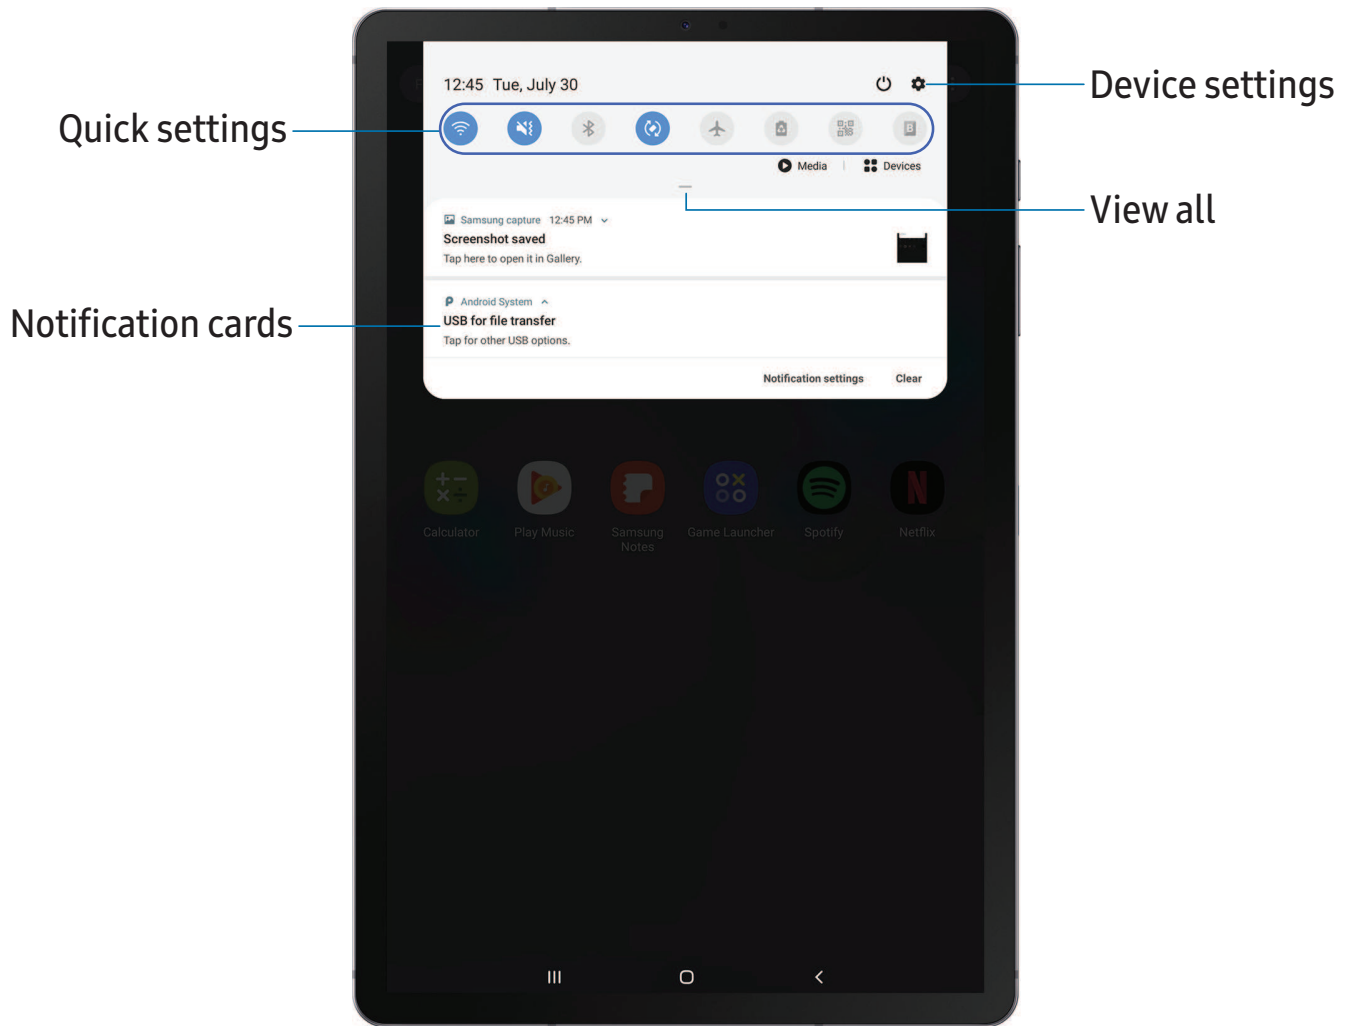 12:45 Tue, July 30
Device settings
Quick settings
Media
Devices
View all
Samsung capture 12:45 PM
Screenshot saved
Tap here to open it in Gallery.
Notification cards
Android System
USB for file transfer
Tap for other USB options.
Notification settings
Clear
Calculator
Play Music
Samsung
Notes
Game Launcher
Spotify
Netflix